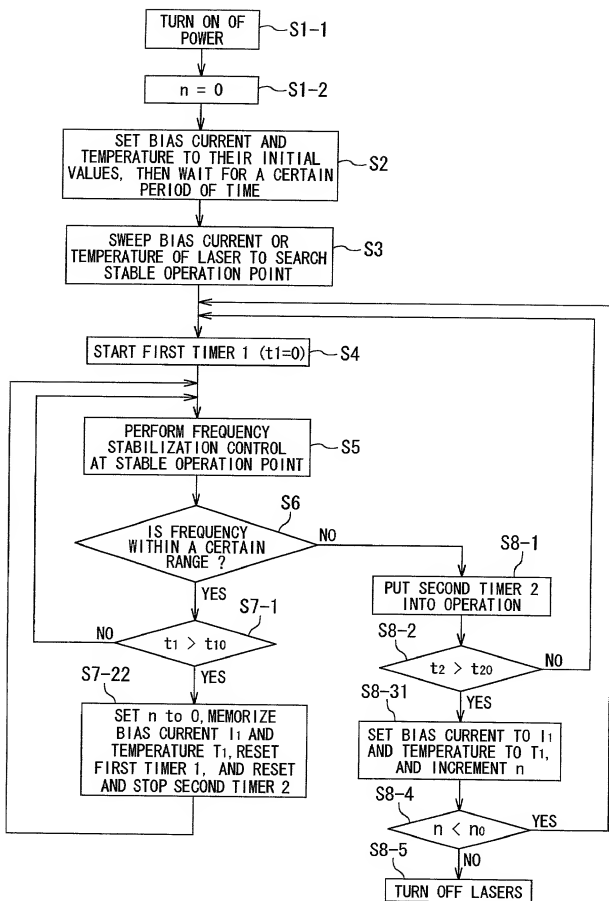 TURN ON OF
POWER
S1-1
n = 0
S1-2
SET BIAS CURRENT AND
TEMPERATURE TO THEIR INITIAL
VALUES, THEN WAIT FOR A CERTAIN
PERIOD OF TIME
S2
SWEEP BIAS CURRENT OR
TEMPERATURE OF LASER TO SEARCH
STABLE OPERATION POINT
S3
START FIRST TIMER 1 (t1=0)
S4
PERFORM FREQUENCY
STABILIZATION CONTROL
AT STABLE OPERATION POINT
S5
S6
IS FREQUENCY
WITHIN A CERTAIN
RANGE ?
NO
YES
S7-1
t1 > t10
NO
YES
S7-22
SET n TO 0, MEMORIZE
BIAS CURRENT I1 AND
TEMPERATURE T1, RESET
FIRST TIMER 1, AND RESET
AND STOP SECOND TIMER 2
S8-1
PUT SECOND TIMER 2
INTO OPERATION
S8-2
t2 > t20
NO
YES
S8-31
SET BIAS CURRENT TO I1
AND TEMPERATURE TO T1,
AND INCREMENT n
S8-4
n < n0
YES
NO
S8-5
TURN OFF LASERS